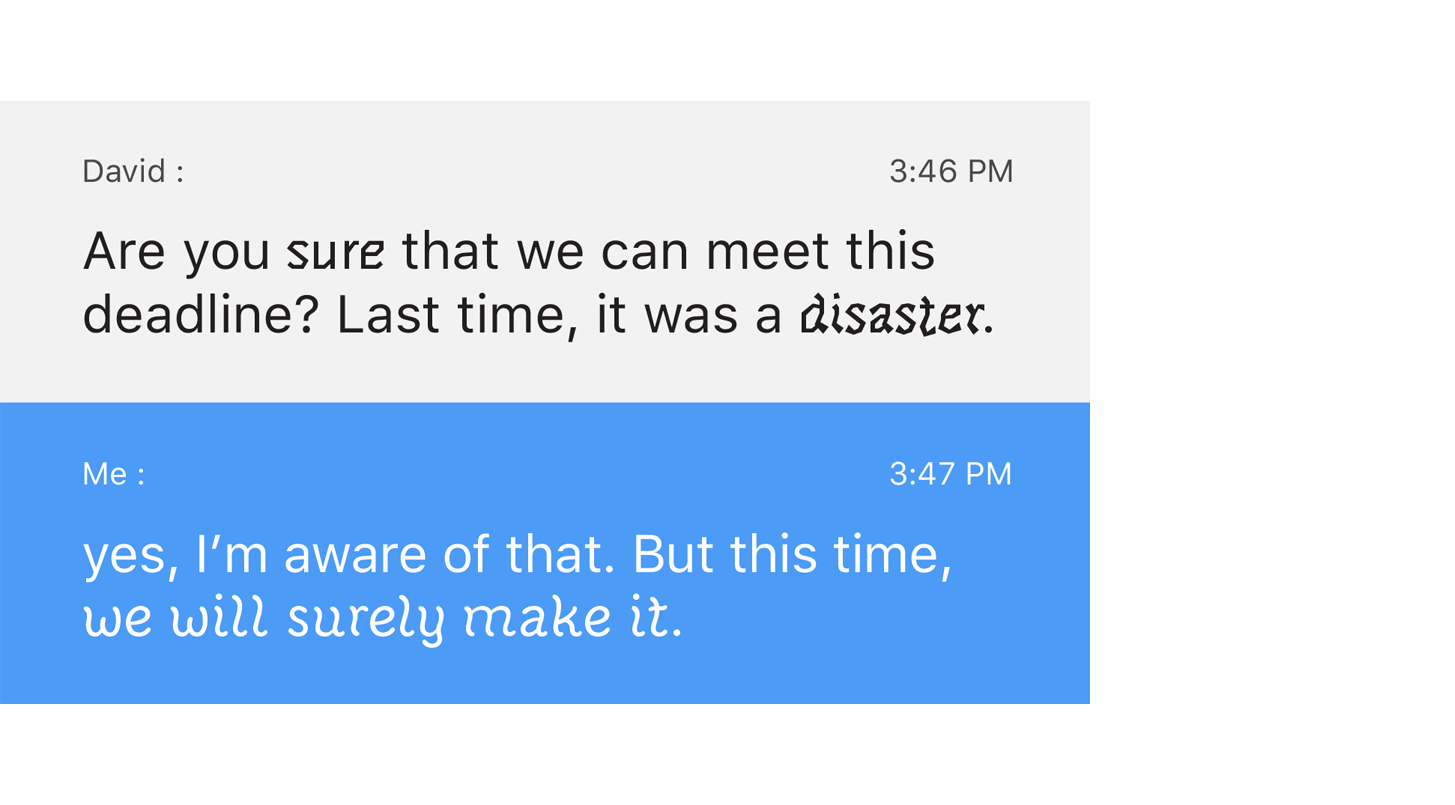 David :
3:46 PM
Are you sure that we can meet this
deadline? Last time, it was a disaster.
Me :
3:47 PM
yes, I’m aware of that. But this time,
we will surely make it.